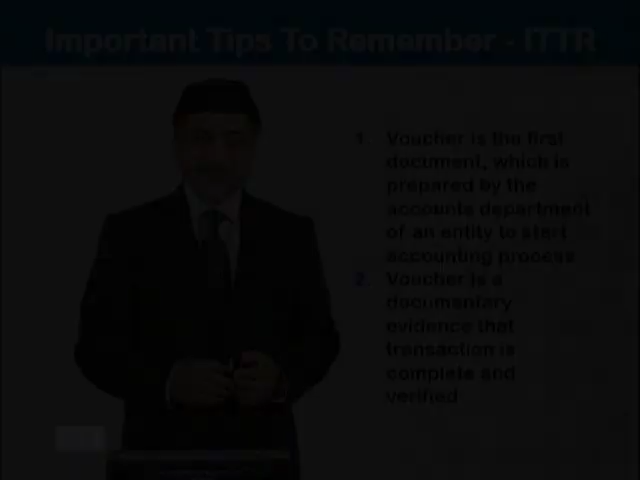 Important Tips To Remember - ITTR
1. Voucher is the first
document, which is
prepared by the
accounts department
of an entity to start
accounting process
2. Voucher is a
documentary
evidence that
transaction is
complete and
verified